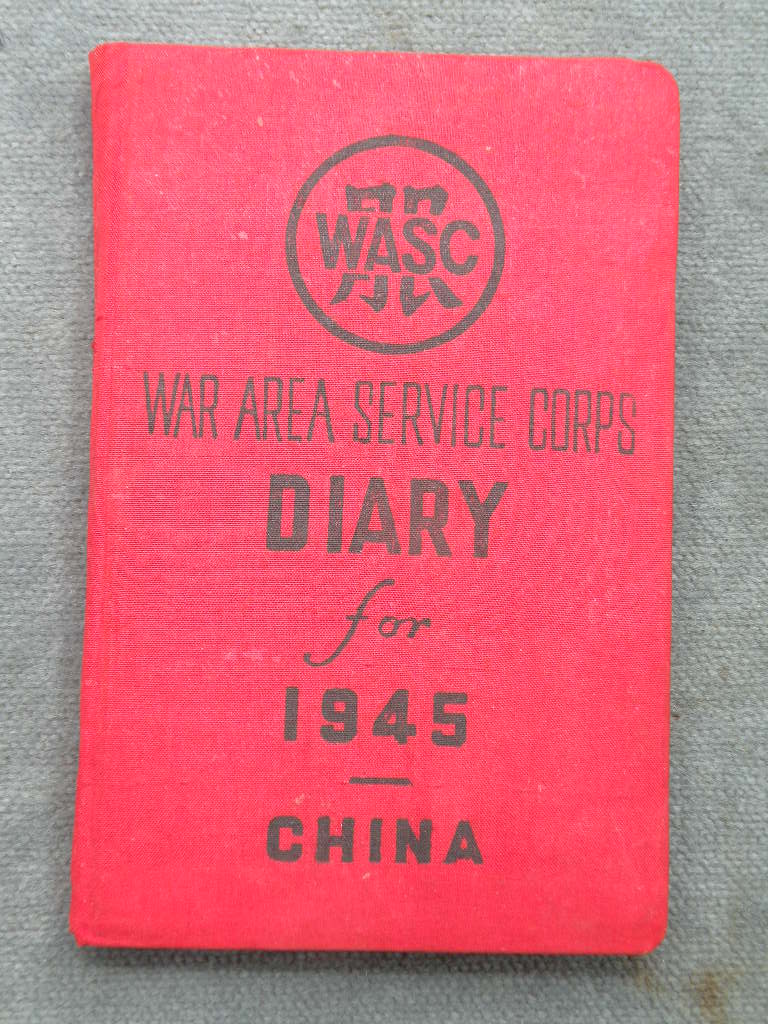 WASC
WAR AREA SERVICE CORPS
DIARY
for
1945
—
CHINA